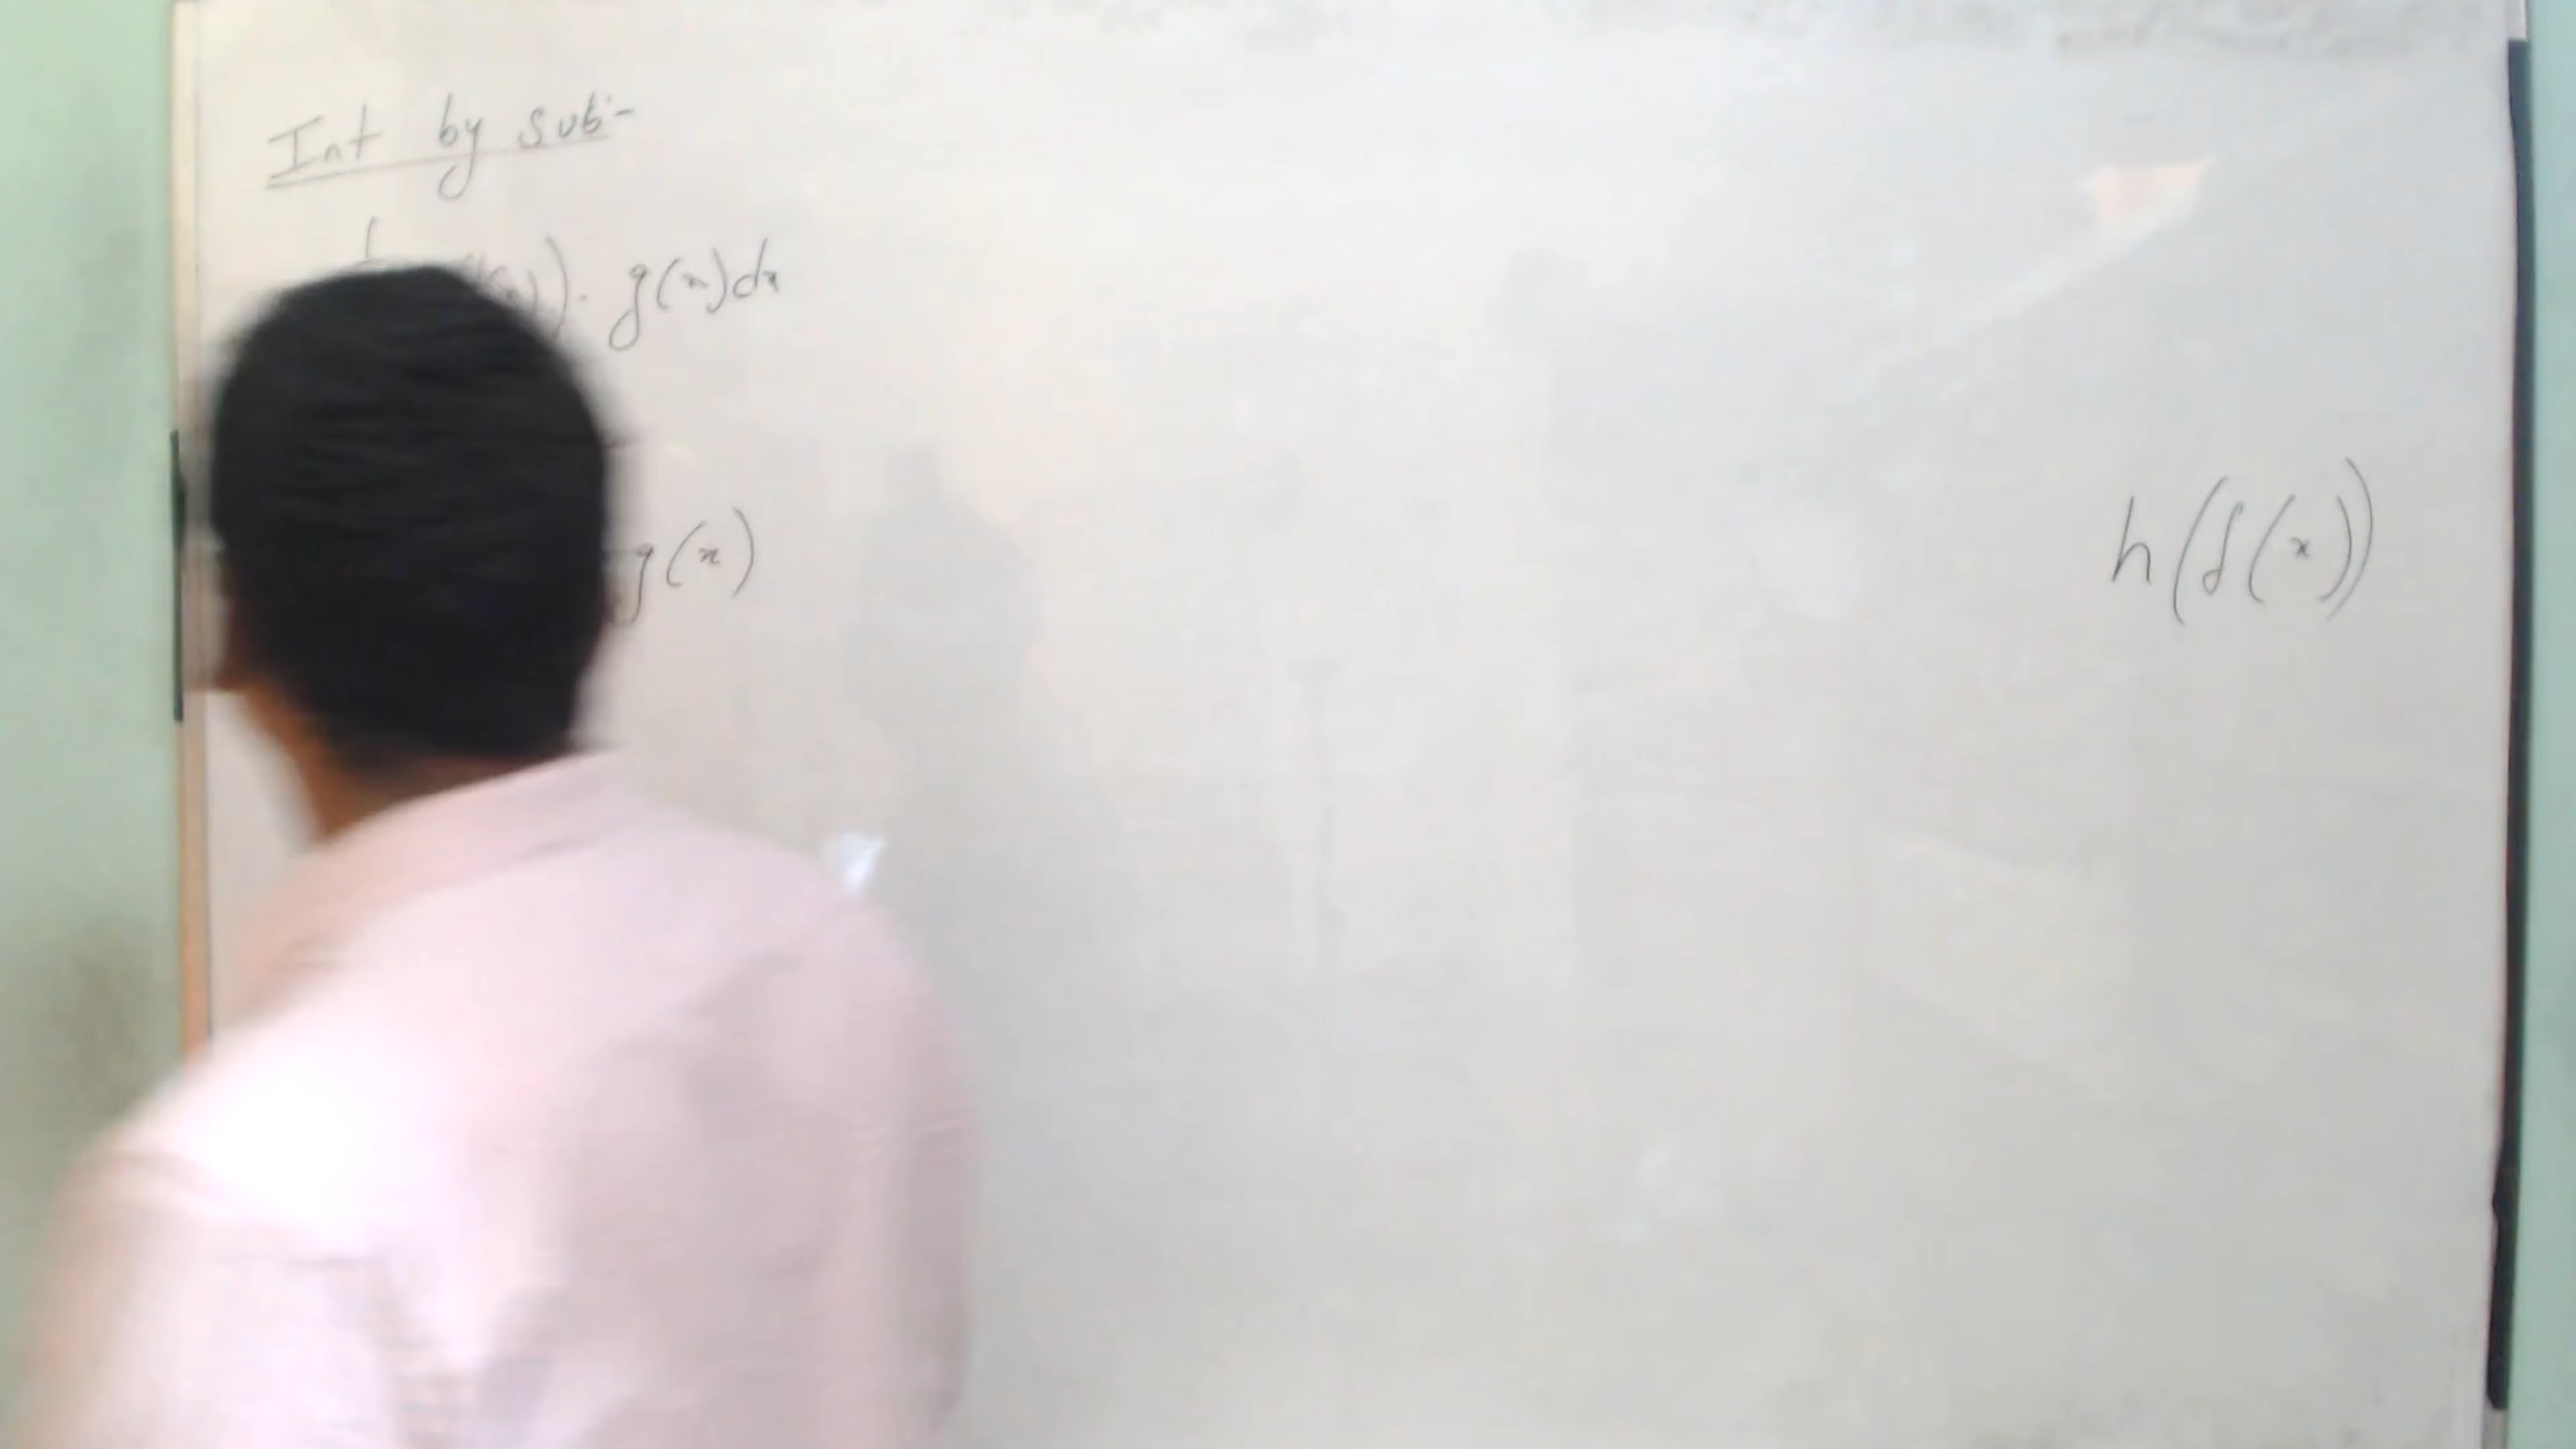 Int by sub:-
(x)). g(x)dx
g(x)
h(f(x))